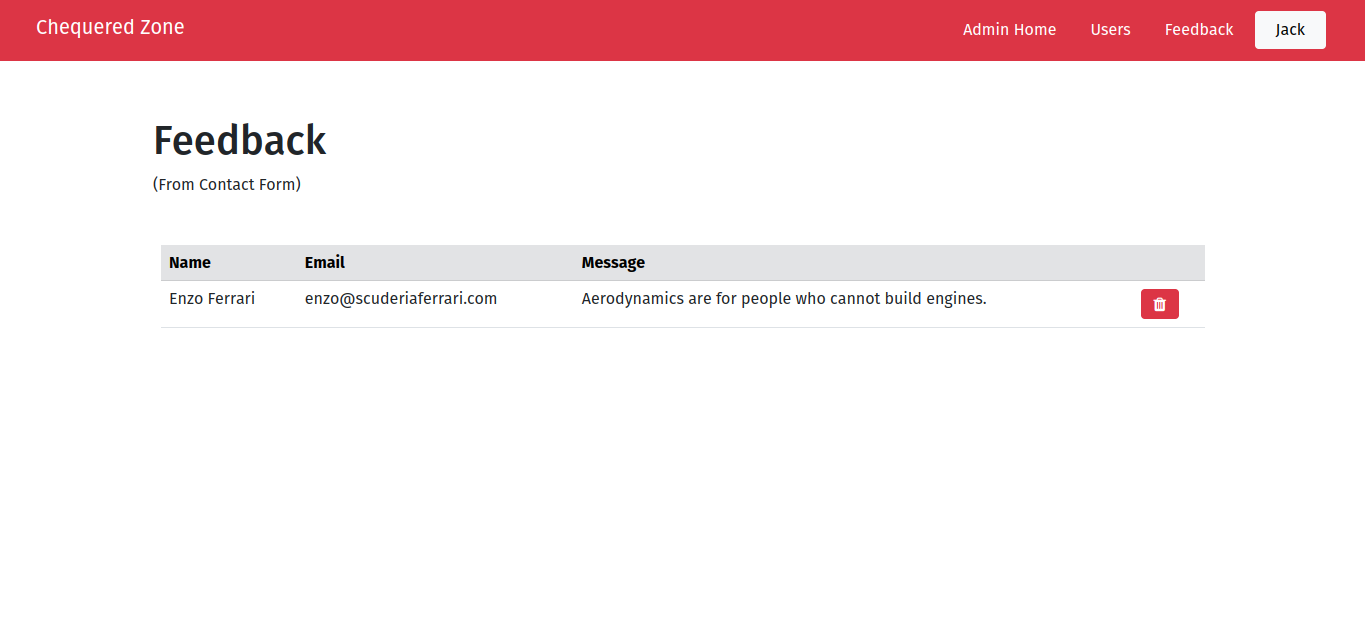 Chequered Zone Admin Home Users Feedback Jack
Feedback
(From Contact Form)
Name Email Message
Enzo Ferrari enzo@scuderiaferrari.com Aerodynamics are for people who cannot build engines.